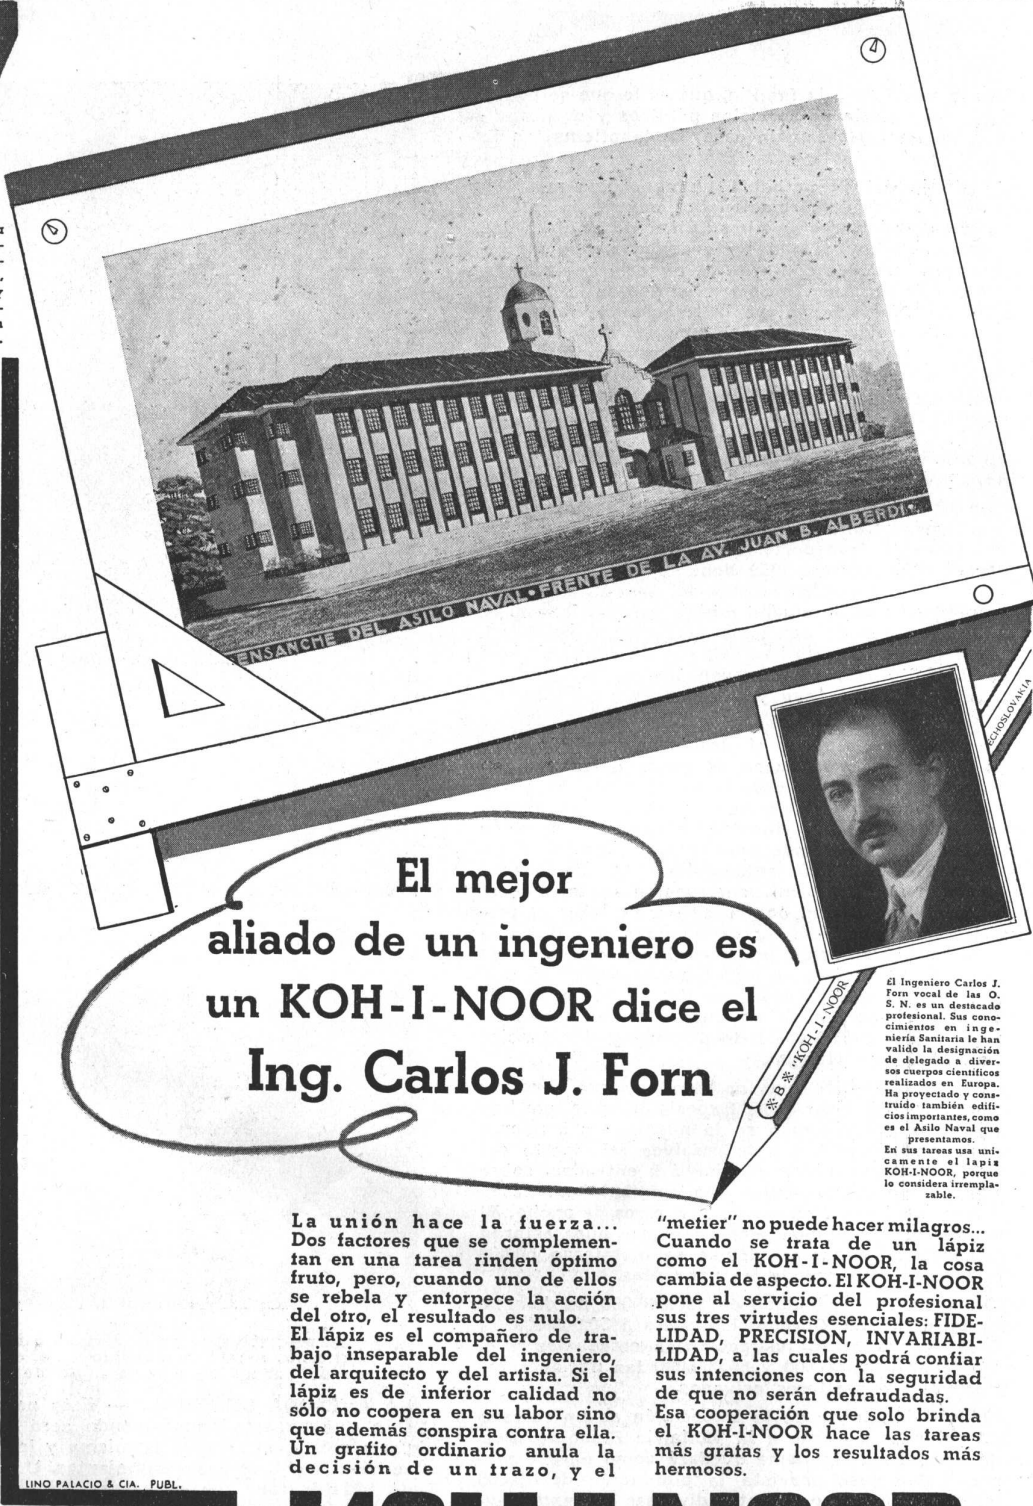 ENSANCHE DEL ASILO NAVAL • FRENTE DE LA AV. JUAN B. ALBERDI •
ECHOSLOVAKIA
El mejor
aliado de un ingeniero es
un KOH-I-NOOR dice el
Ing. Carlos J. Forn
※ B ※ "KOH-I-NOOR
El Ingeniero Carlos J.
Forn vocal de las O.
S. N. es un destacado
profesional. Sus cono-
cimientos en inge-
niería Sanitaria le han
valido la designación
de delegado a diver-
sos cuerpos científicos
realizados en Europa.
Ha proyectado y cons-
truído también edifi-
cios importantes, como
es el Asilo Naval que
presentamos.
En sus tareas usa uni-
camente el lapiz
KOH-I-NOOR, porque
lo considera irrempla-
zable.
La unión hace la fuerza...
Dos factores que se complemen-
tan en una tarea rinden óptimo
fruto, pero, cuando uno de ellos
se rebela y entorpece la acción
del otro, el resultado es nulo.
El lápiz es el compañero de tra-
bajo inseparable del ingeniero,
del arquitecto y del artista. Si el
lápiz es de inferior calidad no
sólo no coopera en su labor sino
que además conspira contra ella.
Un grafito ordinario anula la
decisión de un trazo, y el
"metier" no puede hacer milagros...
Cuando se trata de un lápiz
como el KOH-I-NOOR, la cosa
cambia de aspecto. El KOH-I-NOOR
pone al servicio del profesional
sus tres virtudes esenciales: FIDE-
LIDAD, PRECISION, INVARIABI-
LIDAD, a las cuales podrá confiar
sus intenciones con la seguridad
de que no serán defraudadas.
Esa cooperación que solo brinda
el KOH-I-NOOR hace las tareas
más gratas y los resultados más
hermosos.
LINO PALACIO & CIA. PUBL.